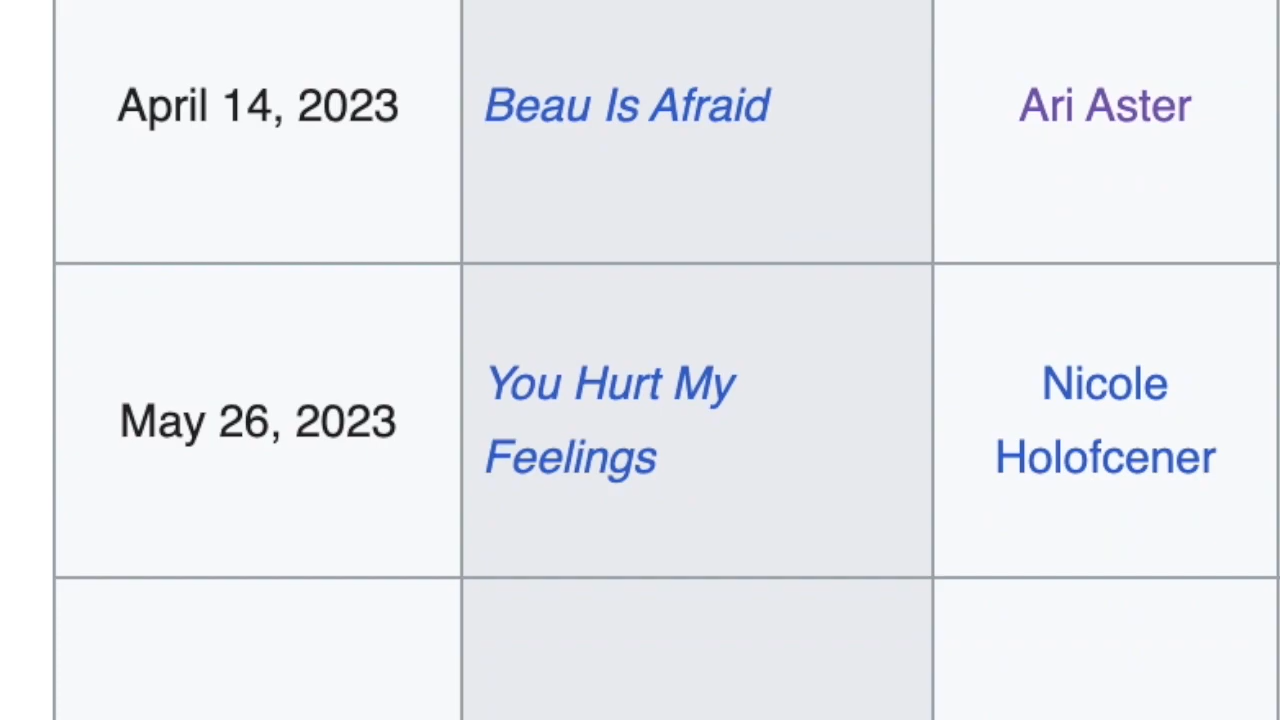 April 14, 2023
Beau Is Afraid
Ari Aster
May 26, 2023
You Hurt My
Feelings
Nicole
Holofcener